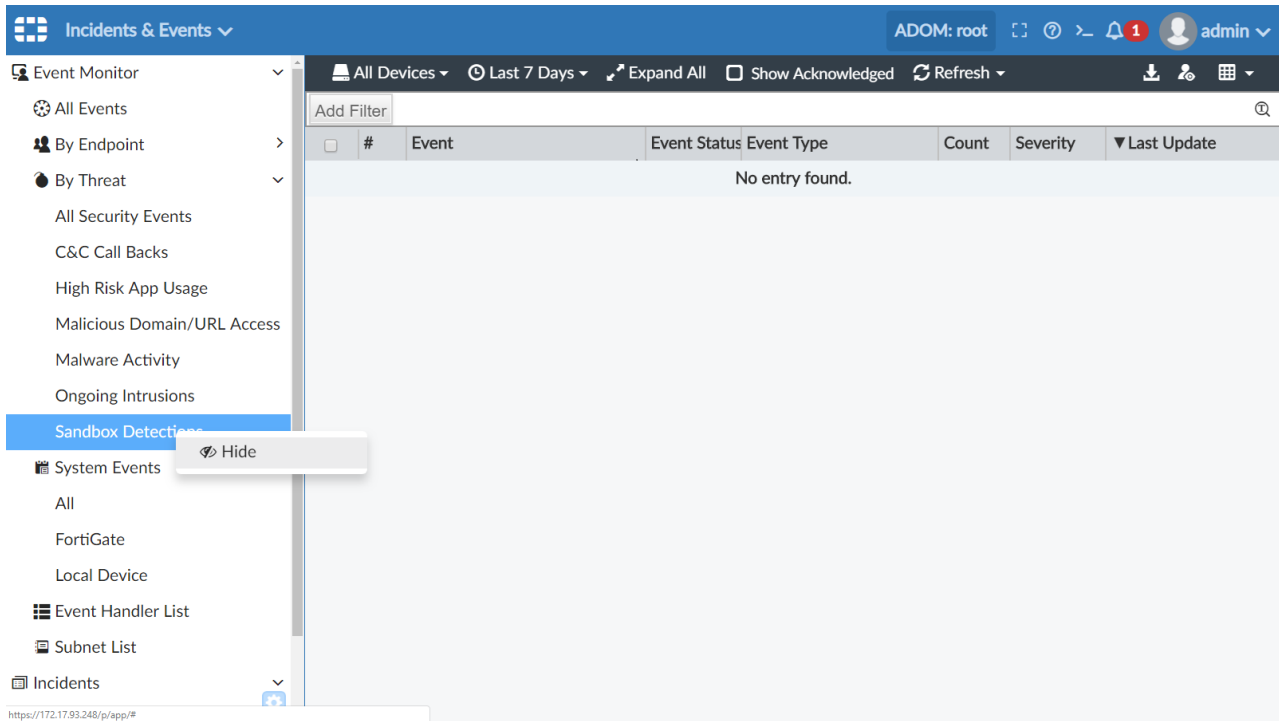 Incidents & Events
ADOM: root
1
admin
Event Monitor
All Events
By Endpoint
By Threat
All Security Events
C&C Call Backs
High Risk App Usage
Malicious Domain/URL Access
Malware Activity
Ongoing Intrusions
Sandbox Detections
Hide
System Events
All
FortiGate
Local Device
Event Handler List
Subnet List
Incidents
https://172.17.93.248/p/app/#
All Devices Last 7 Days Expand All Show Acknowledged Refresh
Add Filter
# Event Event Status Event Type Count Severity Last Update
No entry found.